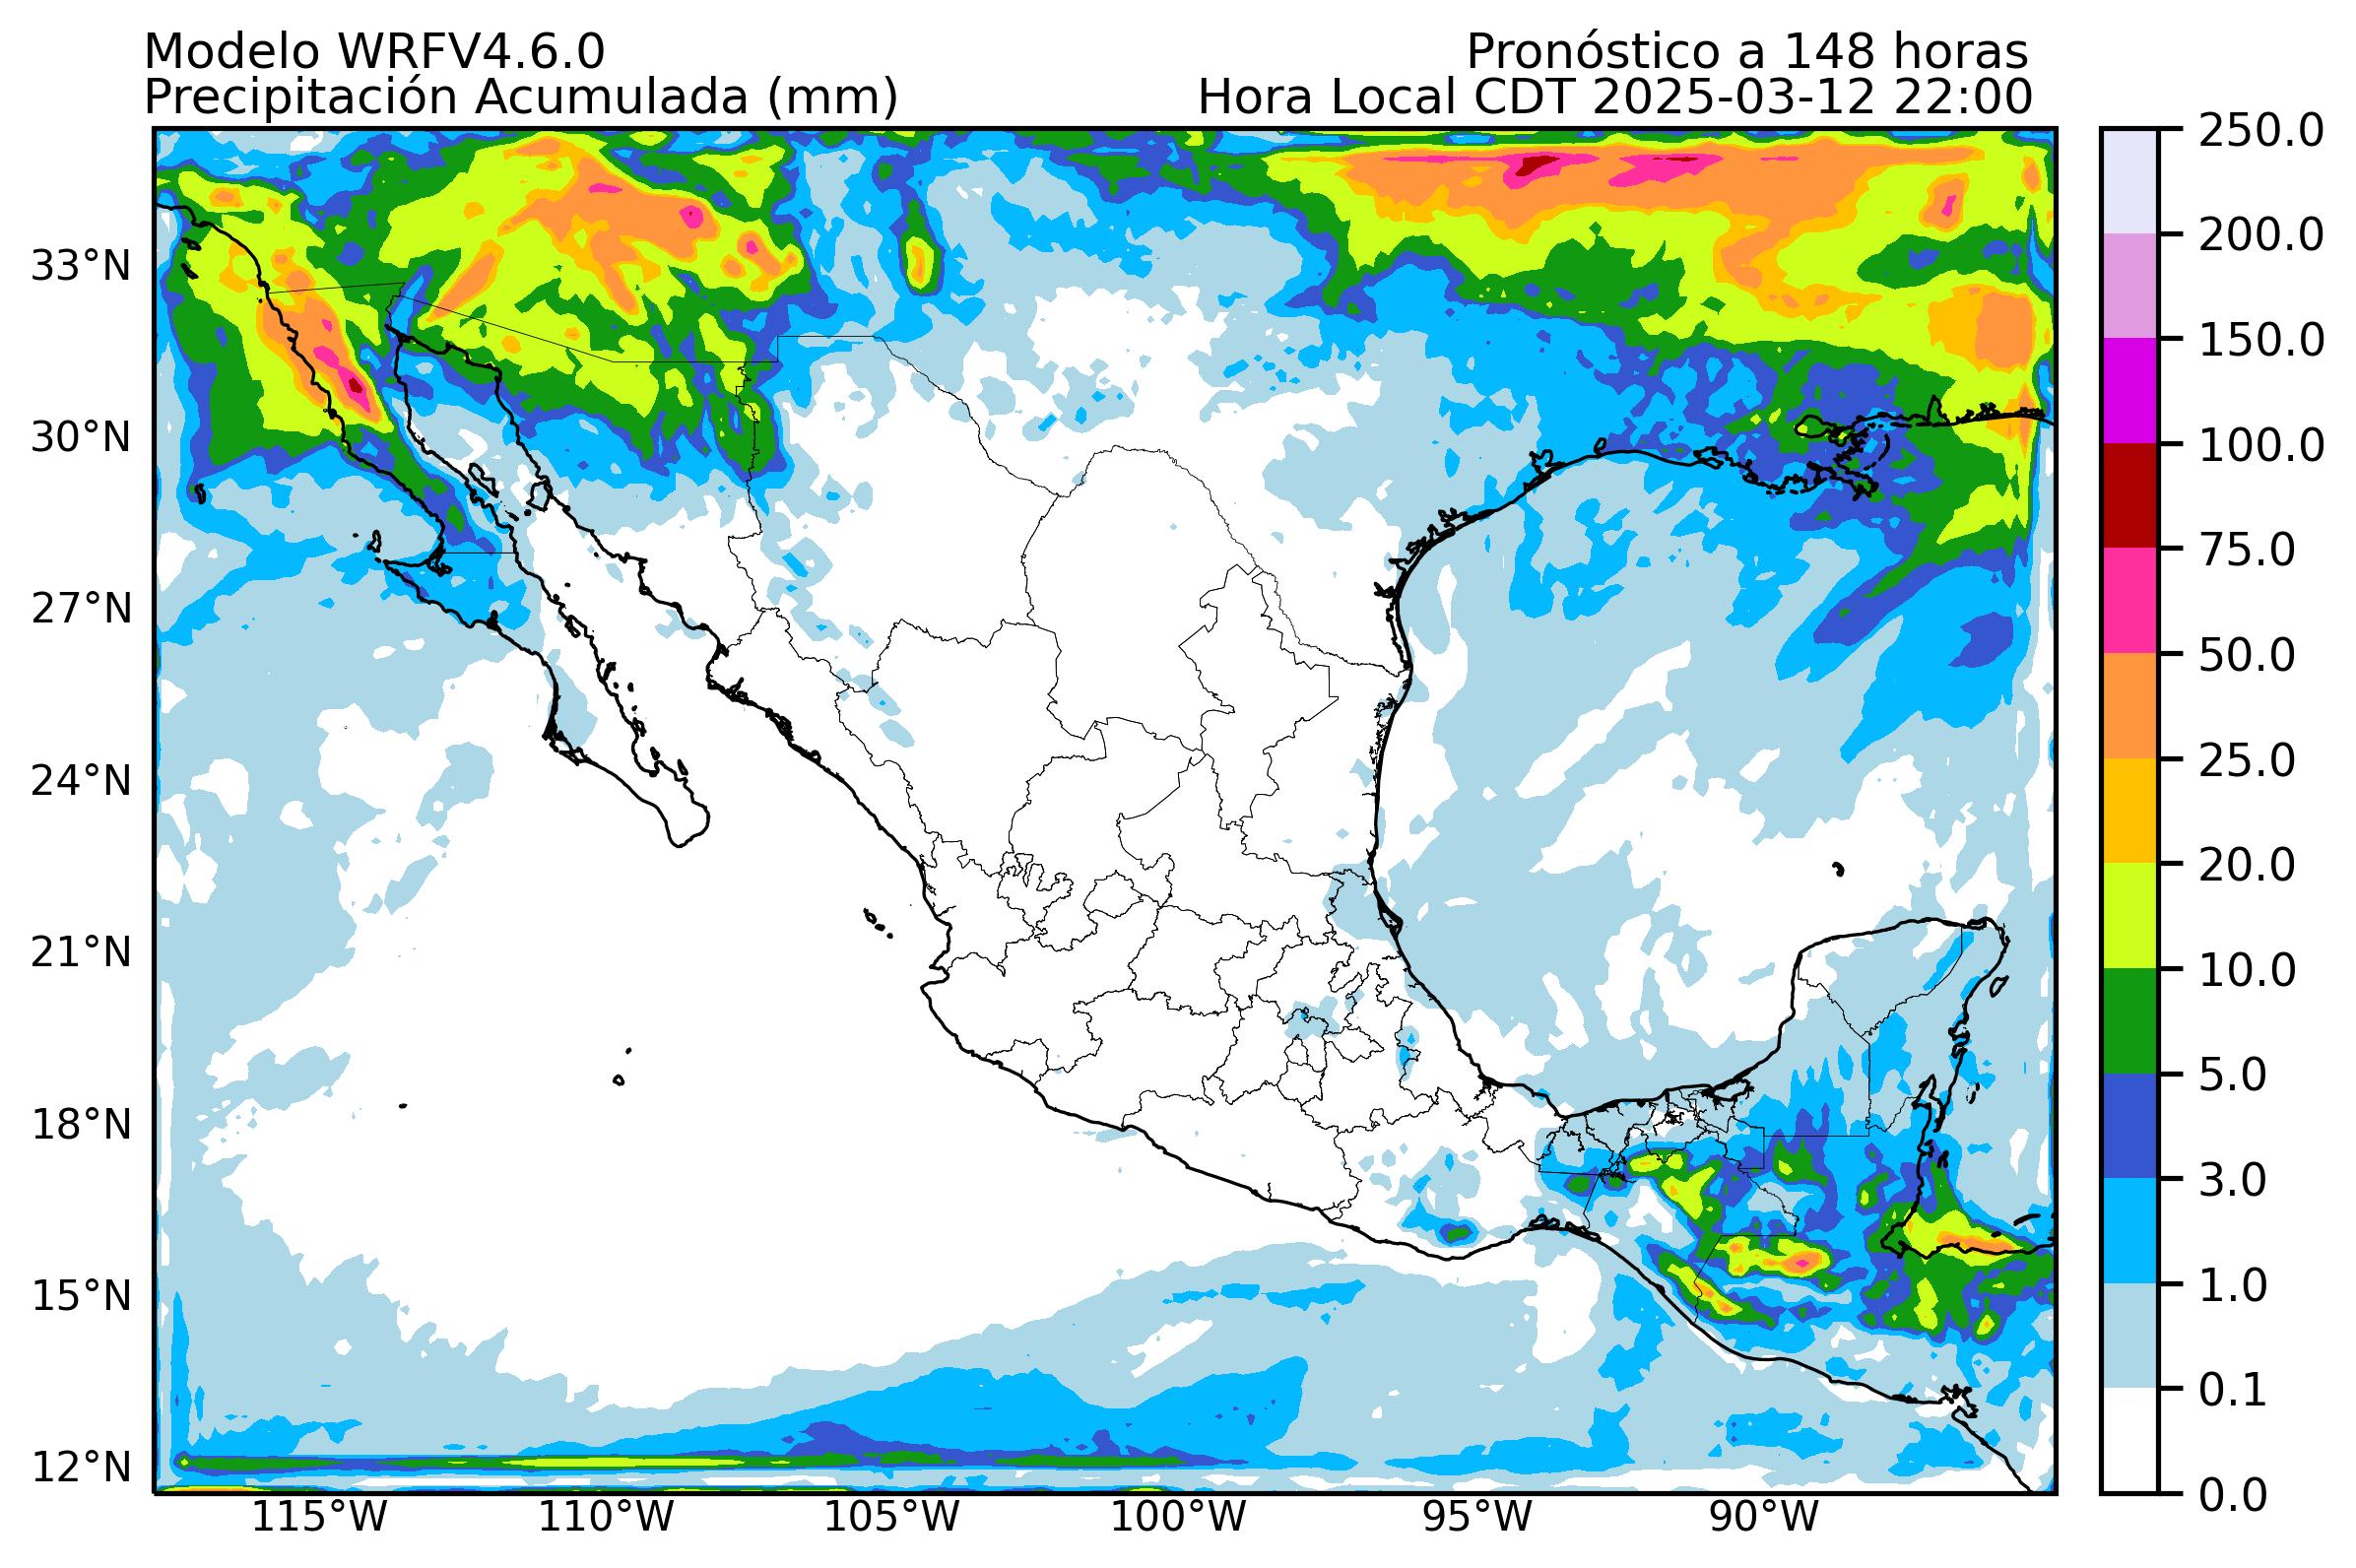 Modelo WRFV4.6.0
Pronóstico a 148 horas
Precipitación Acumulada (mm)
Hora Local CDT 2025-03-12 22:00
33°N
30°N
27°N
24°N
21°N
18°N
15°N
12°N
115°W
110°W
105°W
100°W
95°W
90°W
250.0
200.0
150.0
100.0
75.0
50.0
25.0
20.0
10.0
5.0
3.0
1.0
0.1
0.0